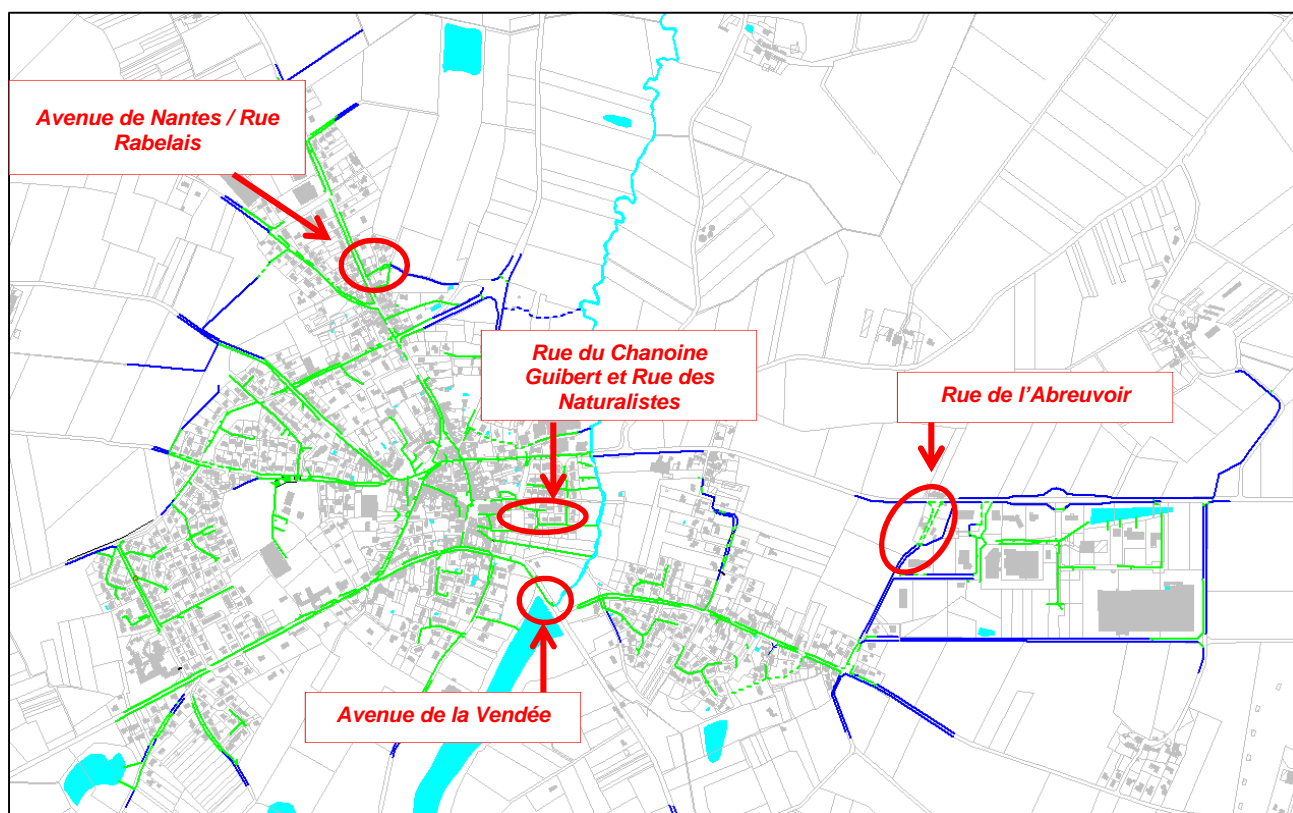 Avenue de Nantes / Rue
Rabelais
Rue du Chanoine
Guibert et Rue des
Naturalistes
Rue de l'Abreuvoir
Avenue de la Vendée